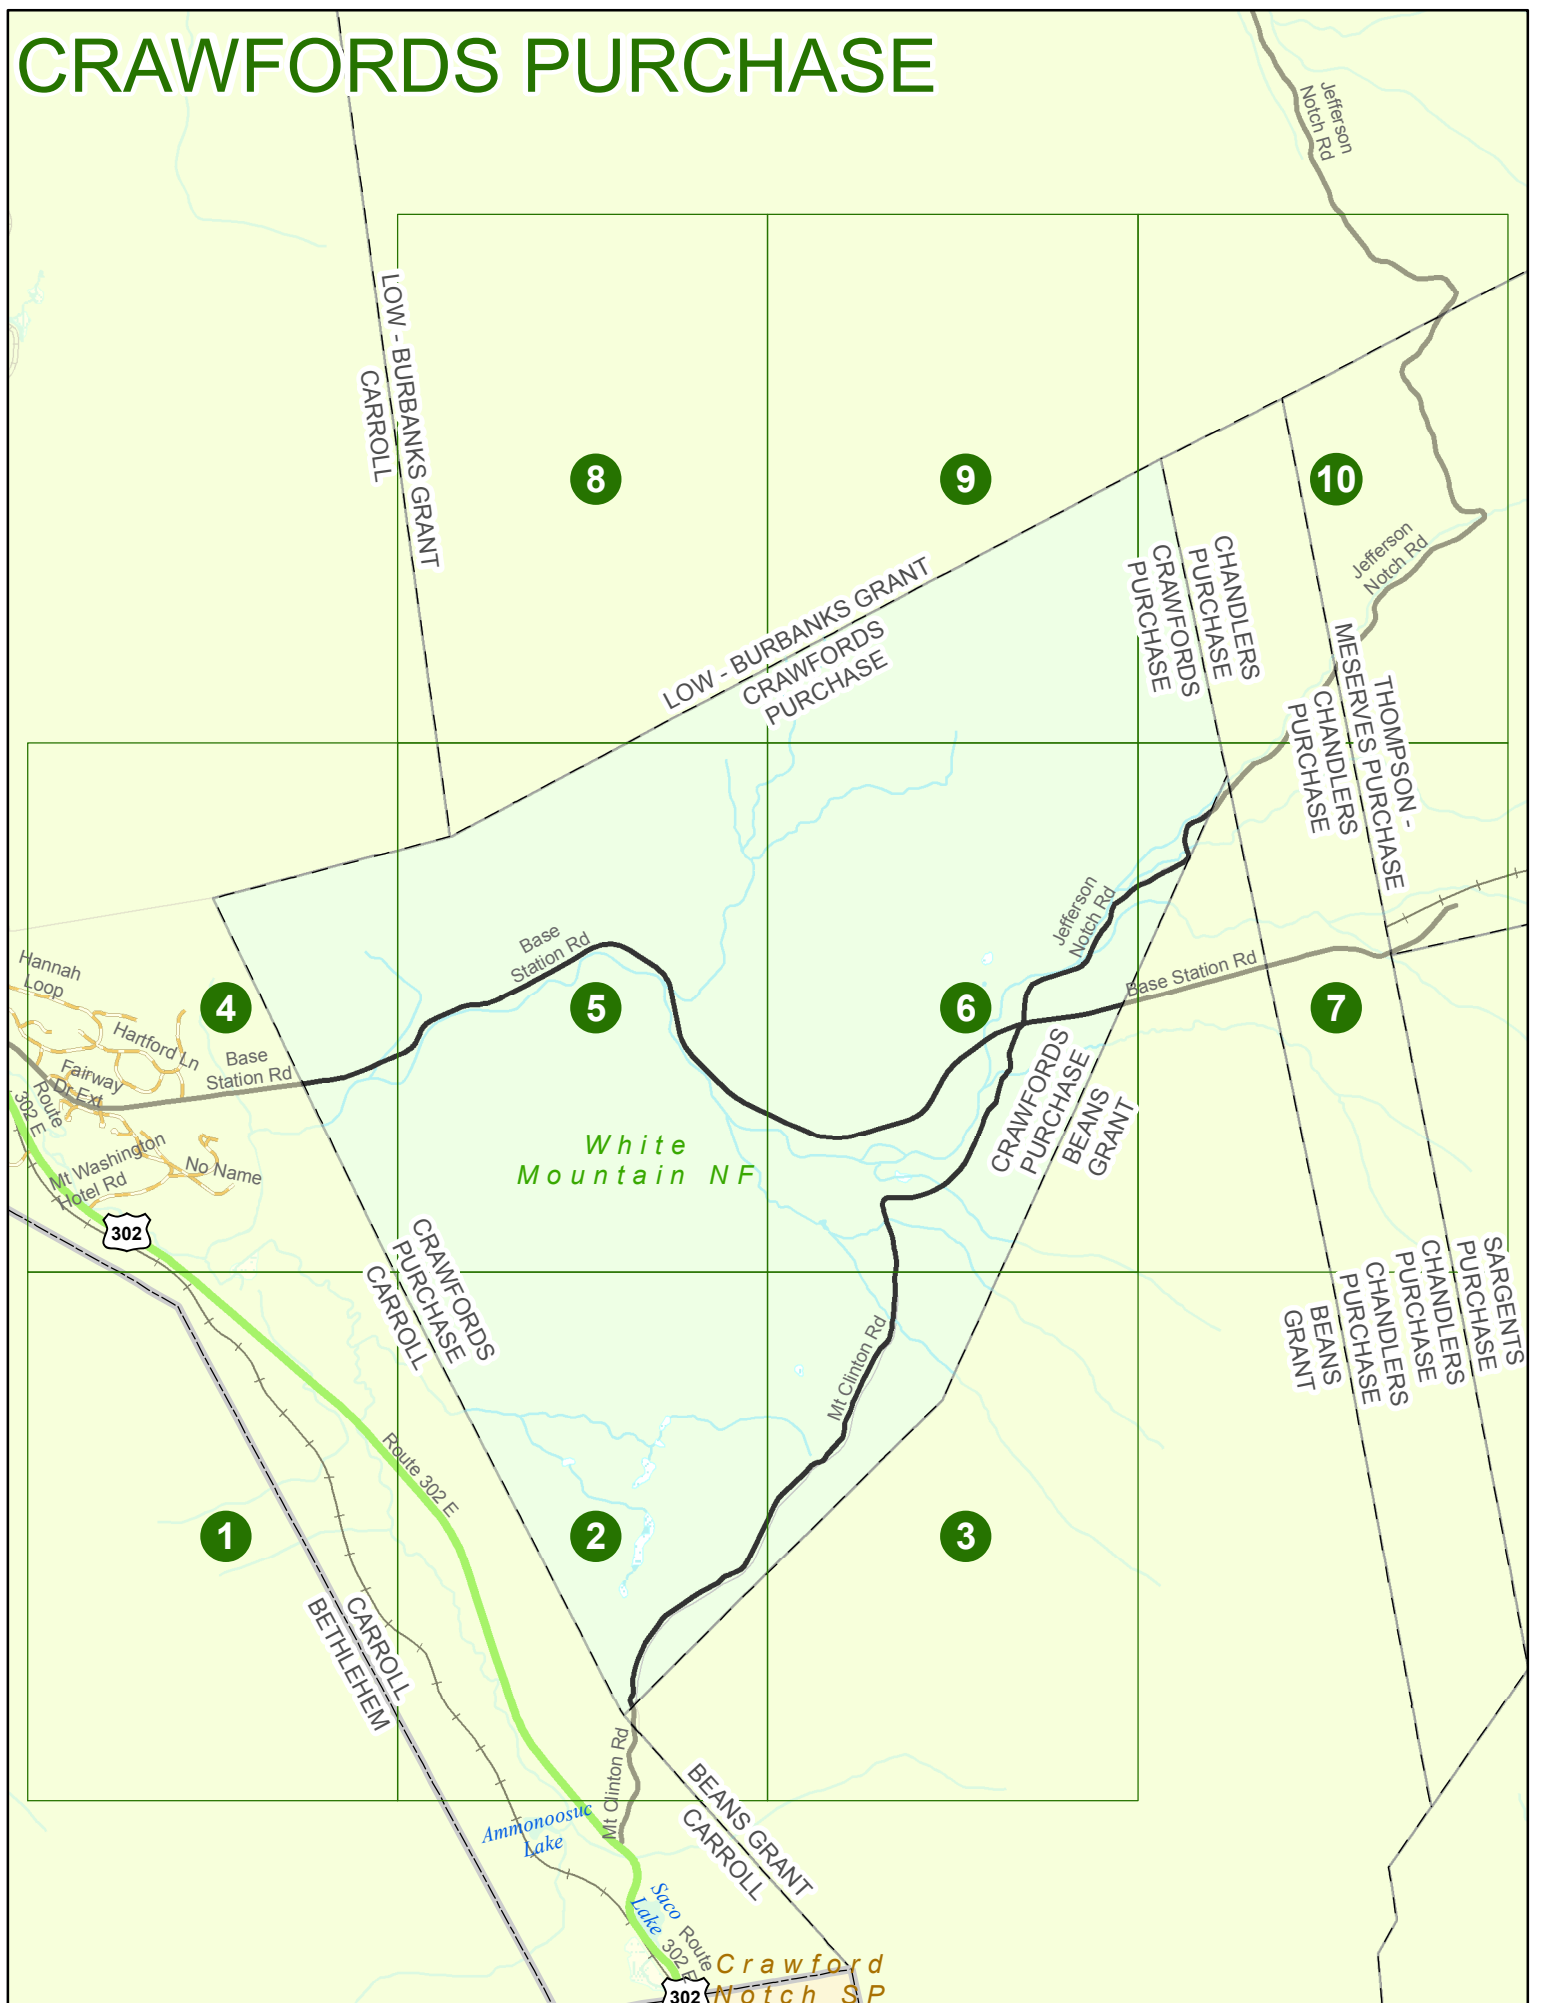 CRAWFORDS PURCHASE
Jefferson
Notch Rd
LOW - BURBANKS GRANT
CARROLL
8
9
10
Jefferson
Notch Rd
LOW - BURBANKS GRANT
CRAWFORDS
PURCHASE
CHANDLERS
PURCHASE
CRAWFORDS
PURCHASE
THOMPSON -
MESERVES PURCHASE
CHANDLERS
PURCHASE
Hannah
Loop
Hartford Ln
Fairway
Dr Ext
Base
Station Rd
Route
302 E
Mt Washington
Hotel Rd
No Name
302
4
Base
Station Rd
5
Jefferson
Notch Rd
6
Base Station Rd
7
White
Mountain NF
CRAWFORDS
PURCHASE
BEANS
GRANT
CRAWFORDS
PURCHASE
CARROLL
SARGENTS
PURCHASE
CHANDLERS
PURCHASE
CHANDLERS
PURCHASE
BEANS
GRANT
Mt Clinton Rd
Route 302 E
1
2
3
CARROLL
BETHLEHEM
Mt Clinton Rd
BEANS GRANT
CARROLL
Ammonoosuc
Lake
Saco
Lake
Route
302 E
302
Crawford
Notch SP